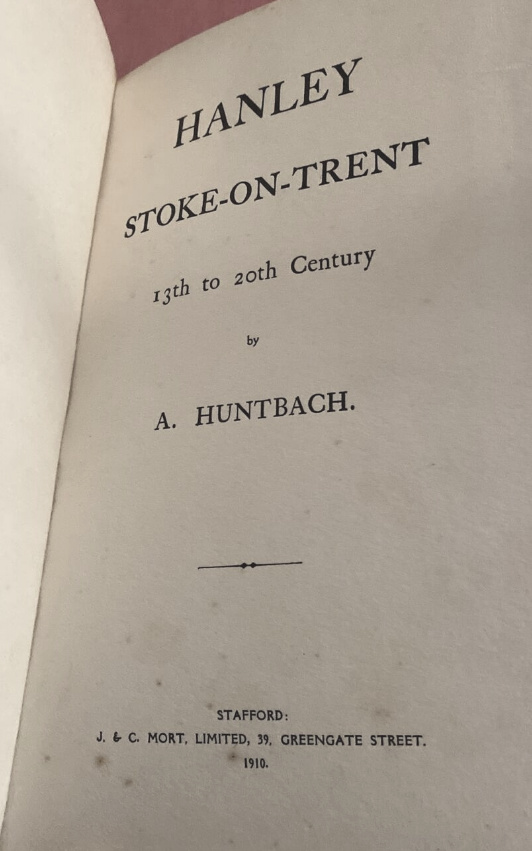 HANLEY
STOKE-ON-TRENT
13th to 20th Century
by
A. HUNTBACH.
STAFFORD:
J. & C. MORT, LIMITED, 39, GREENGATE STREET.
1910.